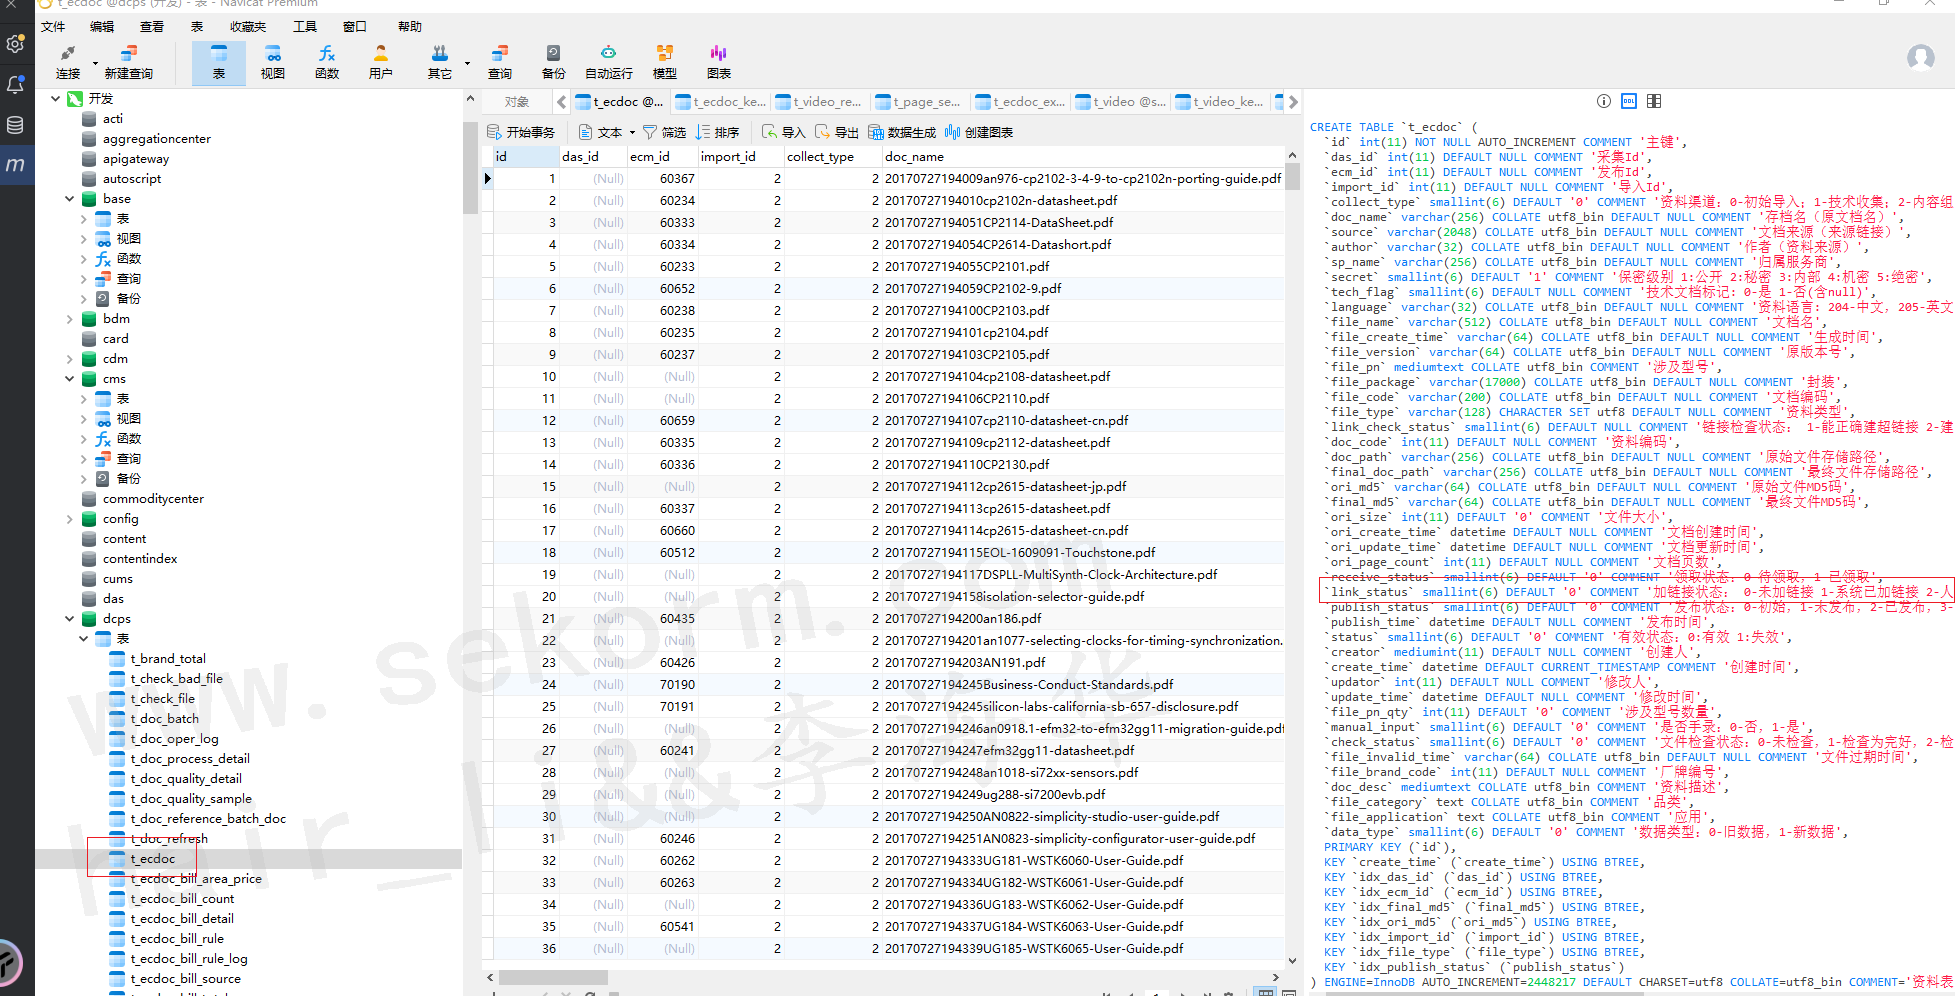 t_ecdoc @dcps (开发) - 表 - Navicat Premium
文件 编辑 查看 表 收藏夹 工具 窗口 帮助
连接 新建查询 表 视图 函数 用户 其它 查询 备份 自动运行 模型 图表
开发
acti
aggregationcenter
apigateway
autoscript
base
表
视图
函数
查询
备份
bdm
card
cdm
cms
表
视图
函数
查询
备份
commoditycenter
config
content
contentindex
cums
das
dcps
表
t_brand_total
t_check_bad_file
t_check_file
t_doc_batch
t_doc_oper_log
t_doc_process_detail
t_doc_quality_detail
t_doc_quality_sample
t_doc_reference_batch_doc
t_doc_refresh
t_ecdoc
t_ecdoc_bill_area_price
t_ecdoc_bill_count
t_ecdoc_bill_detail
t_ecdoc_bill_rule
t_ecdoc_bill_rule_log
t_ecdoc_bill_source
对象 t_ecdoc @... t_ecdoc_ke... t_video_re... t_page_se... t_ecdoc_ex... t_video @s... t_video_ke...
开始事务 文本 筛选 排序 导入 导出 数据生成 创建图表
id das_id ecm_id import_id collect_type doc_name
1 (Null) 60367 2 2 20170727194009an976-cp2102-3-4-9-to-cp2102n-porting-guide.pdf
2 (Null) 60234 2 2 20170727194010cp2102n-datasheet.pdf
3 (Null) 60333 2 2 20170727194051CP2114-DataSheet.pdf
4 (Null) 60334 2 2 20170727194054CP2614-Datashort.pdf
5 (Null) 60233 2 2 20170727194055CP2101.pdf
6 (Null) 60652 2 2 20170727194059CP2102-9.pdf
7 (Null) 60238 2 2 20170727194100CP2103.pdf
8 (Null) 60235 2 2 20170727194101cp2104.pdf
9 (Null) 60237 2 2 20170727194103CP2105.pdf
10 (Null) (Null) 2 2 20170727194104cp2108-datasheet.pdf
11 (Null) (Null) 2 2 20170727194106CP2110.pdf
12 (Null) 60659 2 2 20170727194107cp2110-datasheet-cn.pdf
13 (Null) 60335 2 2 20170727194109cp2112-datasheet.pdf
14 (Null) 60336 2 2 20170727194110CP2130.pdf
15 (Null) (Null) 2 2 20170727194112cp2615-datasheet-jp.pdf
16 (Null) 60337 2 2 20170727194113cp2615-datasheet.pdf
17 (Null) 60660 2 2 20170727194114cp2615-datasheet-cn.pdf
18 (Null) 60512 2 2 20170727194115EOL-1609091-Touchstone.pdf
19 (Null) (Null) 2 2 20170727194117DSPLL-MultiSynth-Clock-Architecture.pdf
20 (Null) (Null) 2 2 20170727194158isolation-selector-guide.pdf
21 (Null) 60435 2 2 20170727194200an186.pdf
22 (Null) (Null) 2 2 20170727194201an1077-selecting-clocks-for-timing-synchronization.
23 (Null) 60426 2 2 20170727194203AN191.pdf
24 (Null) 70190 2 2 20170727194245Business-Conduct-Standards.pdf
25 (Null) 70191 2 2 20170727194245silicon-labs-california-sb-657-disclosure.pdf
26 (Null) (Null) 2 2 20170727194246an0918.1-efm32-to-efm32gg11-migration-guide.pdf
27 (Null) 60241 2 2 20170727194247efm32gg11-datasheet.pdf
28 (Null) (Null) 2 2 20170727194248an1018-si72xx-sensors.pdf
29 (Null) (Null) 2 2 20170727194249ug288-si7200evb.pdf
30 (Null) (Null) 2 2 20170727194250AN0822-simplicity-studio-user-guide.pdf
31 (Null) 60246 2 2 20170727194251AN0823-simplicity-configurator-user-guide.pdf
32 (Null) 60262 2 2 20170727194333UG181-WSTK6060-User-Guide.pdf
33 (Null) 60263 2 2 20170727194334UG182-WSTK6061-User-Guide.pdf
34 (Null) (Null) 2 2 20170727194336UG183-WSTK6062-User-Guide.pdf
35 (Null) 60541 2 2 20170727194337UG184-WSTK6063-User-Guide.pdf
36 (Null) (Null) 2 2 20170727194339UG185-WSTK6065-User-Guide.pdf
DDL
CREATE TABLE `t_ecdoc` (
`id` int(11) NOT NULL AUTO_INCREMENT COMMENT '主键',
`das_id` int(11) DEFAULT NULL COMMENT '采集Id',
`ecm_id` int(11) DEFAULT NULL COMMENT '发布Id',
`import_id` int(11) DEFAULT NULL COMMENT '导入Id',
`collect_type` smallint(6) DEFAULT '0' COMMENT '资料渠道：0-初始导入；1-技术收集；2-内容组
`doc_name` varchar(256) COLLATE utf8_bin DEFAULT NULL COMMENT '存档名（原文档名）',
`source` varchar(2048) COLLATE utf8_bin DEFAULT NULL COMMENT '文档来源（来源链接）',
`author` varchar(32) COLLATE utf8_bin DEFAULT NULL COMMENT '作者（资料来源）',
`sp_name` varchar(256) COLLATE utf8_bin DEFAULT NULL COMMENT '归属服务商',
`secret` smallint(6) DEFAULT '1' COMMENT '保密级别 1:公开 2:秘密 3:内部 4:机密 5:绝密',
`tech_flag` smallint(6) DEFAULT NULL COMMENT '技术文档标记：0-是 1-否(含null)',
`language` varchar(32) COLLATE utf8_bin DEFAULT NULL COMMENT '资料语言：204-中文，205-英文
`file_name` varchar(512) COLLATE utf8_bin DEFAULT NULL COMMENT '文档名',
`file_create_time` varchar(64) COLLATE utf8_bin DEFAULT NULL COMMENT '生成时间',
`file_version` varchar(64) COLLATE utf8_bin DEFAULT NULL COMMENT '原版本号',
`file_pn` mediumtext COLLATE utf8_bin COMMENT '涉及型号',
`file_package` varchar(17000) COLLATE utf8_bin DEFAULT NULL COMMENT '封装',
`file_code` varchar(200) COLLATE utf8_bin DEFAULT NULL COMMENT '文档编码',
`file_type` varchar(128) CHARACTER SET utf8 DEFAULT NULL COMMENT '资料类型',
`link_check_status` smallint(6) DEFAULT NULL COMMENT '链接检查状态： 1-能正确建超链接 2-建
`doc_code` int(11) DEFAULT NULL COMMENT '资料编码',
`doc_path` varchar(256) COLLATE utf8_bin DEFAULT NULL COMMENT '原始文件存储路径',
`final_doc_path` varchar(256) COLLATE utf8_bin DEFAULT NULL COMMENT '最终文件存储路径',
`ori_md5` varchar(64) COLLATE utf8_bin DEFAULT NULL COMMENT '原始文件MD5码',
`final_md5` varchar(64) COLLATE utf8_bin DEFAULT NULL COMMENT '最终文件MD5码',
`ori_size` int(11) DEFAULT '0' COMMENT '文件大小',
`ori_create_time` datetime DEFAULT NULL COMMENT '文档创建时间',
`ori_update_time` datetime DEFAULT NULL COMMENT '文档更新时间',
`ori_page_count` int(11) DEFAULT NULL COMMENT '文档页数',
`receive_status` smallint(6) DEFAULT '0' COMMENT '领取状态：0-待领取，1-已领取',
`link_status` smallint(6) DEFAULT '0' COMMENT '加链接状态： 0-未加链接 1-系统已加链接 2-人
`publish_status` smallint(6) DEFAULT '0' COMMENT '发布状态：0-初始，1-未发布，2-已发布，3-
`publish_time` datetime DEFAULT NULL COMMENT '发布时间',
`status` smallint(6) DEFAULT '0' COMMENT '有效状态：0:有效 1:失效',
`creator` mediumint(11) DEFAULT NULL COMMENT '创建人',
`create_time` datetime DEFAULT CURRENT_TIMESTAMP COMMENT '创建时间',
`updator` int(11) DEFAULT NULL COMMENT '修改人',
`update_time` datetime DEFAULT NULL COMMENT '修改时间',
`file_pn_qty` int(11) DEFAULT '0' COMMENT '涉及型号数量',
`manual_input` smallint(6) DEFAULT '0' COMMENT '是否手录：0-否，1-是',
`check_status` smallint(6) DEFAULT '0' COMMENT '文件检查状态：0-未检查，1-检查为完好，2-检
`file_invalid_time` varchar(64) COLLATE utf8_bin DEFAULT NULL COMMENT '文件过期时间',
`file_brand_code` int(11) DEFAULT NULL COMMENT '厂牌编号',
`doc_desc` mediumtext COLLATE utf8_bin COMMENT '资料描述',
`file_category` text COLLATE utf8_bin COMMENT '品类',
`file_application` text COLLATE utf8_bin COMMENT '应用',
`data_type` smallint(6) DEFAULT '0' COMMENT '数据类型：0-旧数据，1-新数据',
PRIMARY KEY (`id`),
KEY `create_time` (`create_time`) USING BTREE,
KEY `idx_das_id` (`das_id`) USING BTREE,
KEY `idx_ecm_id` (`ecm_id`) USING BTREE,
KEY `idx_final_md5` (`final_md5`) USING BTREE,
KEY `idx_ori_md5` (`ori_md5`) USING BTREE,
KEY `idx_import_id` (`import_id`) USING BTREE,
KEY `idx_file_type` (`file_type`) USING BTREE,
KEY `idx_publish_status` (`publish_status`)
) ENGINE=InnoDB AUTO_INCREMENT=2448217 DEFAULT CHARSET=utf8 COLLATE=utf8_bin COMMENT='资料表
www.sekorm.com
hair_li&&李海华